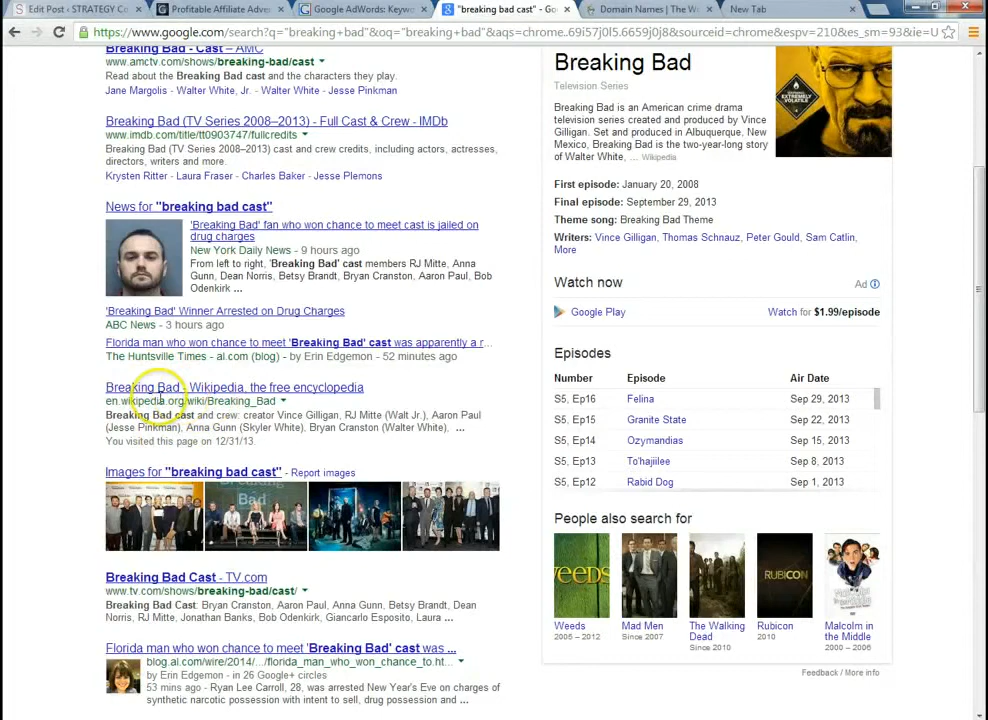 Edit Post ‹ STRATEGY C
Profitable Affiliate Adver
Google AdWords: Keywo
"breaking bad cast" - Go
Domain Names | The W
New Tab
https://www.google.com/search?q="breaking+bad"&oq="breaking+bad"&aqs=chrome..69i57j0l5.6659j0j8&sourceid=chrome&espv=210&es_sm=93&ie=U
Breaking Bad - Cast – AMC
www.amctv.com/shows/breaking-bad/cast
Read about the Breaking Bad cast and the characters they play.
Jane Margolis - Walter White, Jr. - Walter White - Jesse Pinkman
Breaking Bad (TV Series 2008–2013) - Full Cast & Crew - IMDb
www.imdb.com/title/tt0903747/fullcredits
Breaking Bad (TV Series 2008–2013) cast and crew credits, including actors, actresses,
directors, writers and more.
Krysten Ritter - Laura Fraser - Charles Baker - Jesse Plemons
News for "breaking bad cast"
'Breaking Bad' fan who won chance to meet cast is jailed on
drug charges
New York Daily News - 9 hours ago
From left to right, 'Breaking Bad' cast members RJ Mitte, Anna
Gunn, Dean Norris, Betsy Brandt, Bryan Cranston, Aaron Paul, Bob
Odenkirk ...
'Breaking Bad' Winner Arrested on Drug Charges
ABC News - 3 hours ago
Florida man who won chance to meet 'Breaking Bad' cast was apparently a r...
The Huntsville Times - al.com (blog) - by Erin Edgemon - 52 minutes ago
Breaking Bad - Wikipedia, the free encyclopedia
en.wikipedia.org/wiki/Breaking_Bad
Breaking Bad cast and crew: creator Vince Gilligan, RJ Mitte (Walt Jr.), Aaron Paul
(Jesse Pinkman), Anna Gunn (Skyler White), Bryan Cranston (Walter White), ...
You visited this page on 12/31/13.
Images for "breaking bad cast" - Report images
Breaking Bad
Breaking Bad Cast - TV.com
www.tv.com/shows/breaking-bad/cast/
Breaking Bad Cast: Bryan Cranston, Aaron Paul, Anna Gunn, Betsy Brandt, Dean
Norris, RJ Mitte, Jonathan Banks, Bob Odenkirk, Giancarlo Esposito, Laura ...
Florida man who won chance to meet 'Breaking Bad' cast was ...
blog.al.com/wire/2014/.../florida_man_who_won_chance_to_ht...
by Erin Edgemon - in 26 Google+ circles
53 mins ago - Ryan Lee Carroll, 28, was arrested New Year's Eve on charges of
synthetic narcotic possession with intent to sell, drug possession and ...
Breaking Bad
Television Series
Breaking Bad is an American crime drama
television series created and produced by Vince
Gilligan. Set and produced in Albuquerque, New
Mexico, Breaking Bad is the two-year-long story
of Walter White, ... Wikipedia
EXTREMELY
VOLATILE
First episode: January 20, 2008
Final episode: September 29, 2013
Theme song: Breaking Bad Theme
Writers: Vince Gilligan, Thomas Schnauz, Peter Gould, Sam Catlin,
More
Watch now
Ad
Google Play
Watch for $1.99/episode
Episodes
Number Episode Air Date
S5, Ep16 Felina Sep 29, 2013
S5, Ep15 Granite State Sep 22, 2013
S5, Ep14 Ozymandias Sep 15, 2013
S5, Ep13 To'hajiilee Sep 8, 2013
S5, Ep12 Rabid Dog Sep 1, 2013
People also search for
RUBICON
Weeds
2005 – 2012
Mad Men
Since 2007
The Walking
Dead
Since 2010
Rubicon
2010
Malcolm in
the Middle
2000 – 2006
Feedback / More info